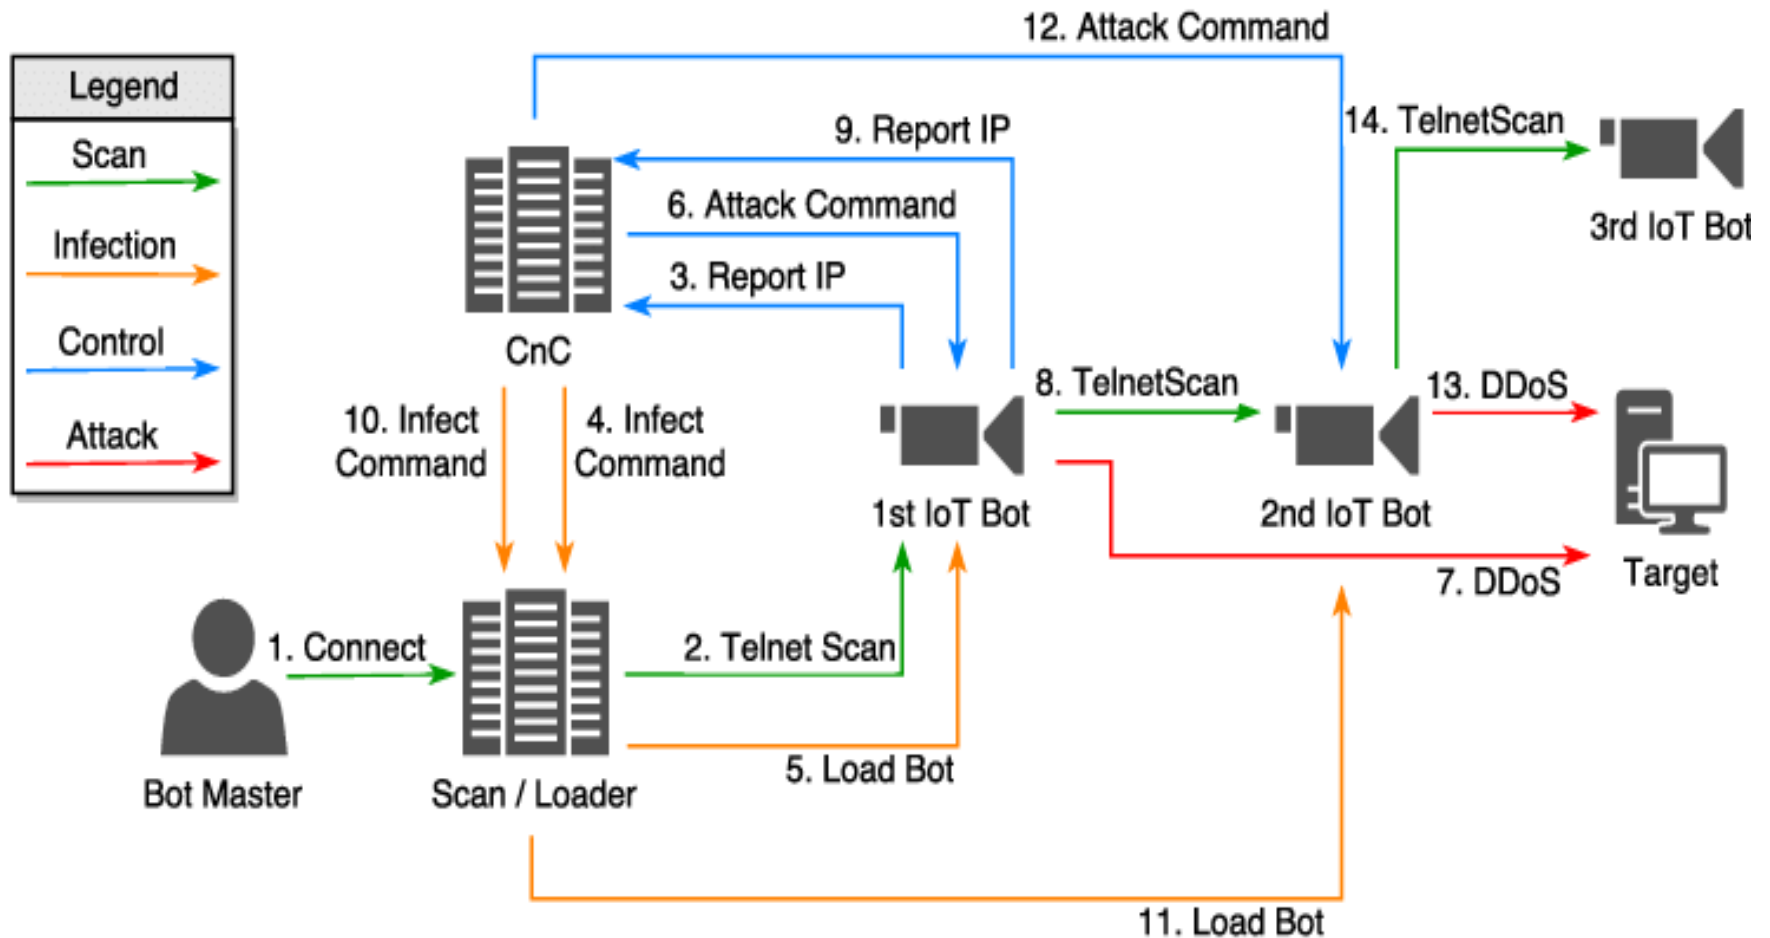 12. Attack Command
Legend
Scan
Infection
Control
Attack
9. Report IP
14. TelnetScan
6. Attack Command
3rd IoT Bot
3. Report IP
CnC
8. TelnetScan
13. DDoS
10. Infect
Command
4. Infect
Command
1st IoT Bot
2nd IoT Bot
7. DDoS
Target
1. Connect
2. Telnet Scan
5. Load Bot
Bot Master
Scan / Loader
11. Load Bot